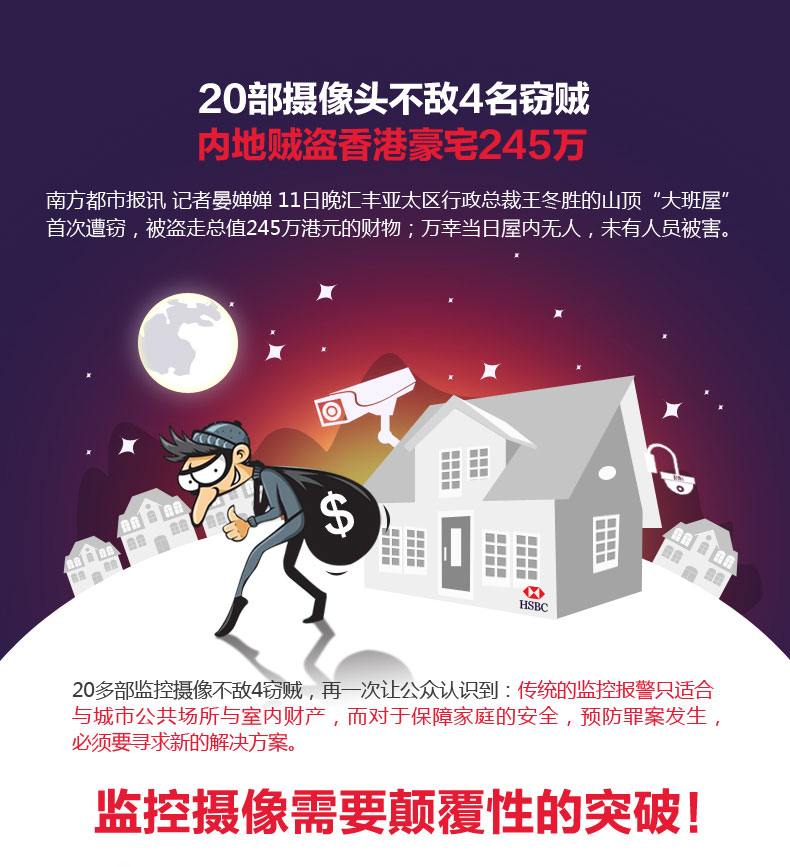 20部摄像头不敌4名窃贼
内地贼盗香港豪宅245万
南方都市报讯 记者晏婵婵 11日晚汇丰亚太区行政总裁王冬胜的山顶“大班屋”
首次遭窃，被盗走总值245万港元的财物；万幸当日屋内无人，未有人员被害。
$
HSBC
20多部监控摄像不敌4窃贼，再一次让公众认识到：传统的监控报警只适合
与城市公共场所与室内财产，而对于保障家庭的安全，预防罪案发生，
必须要寻求新的解决方案。
监控摄像需要颠覆性的突破！